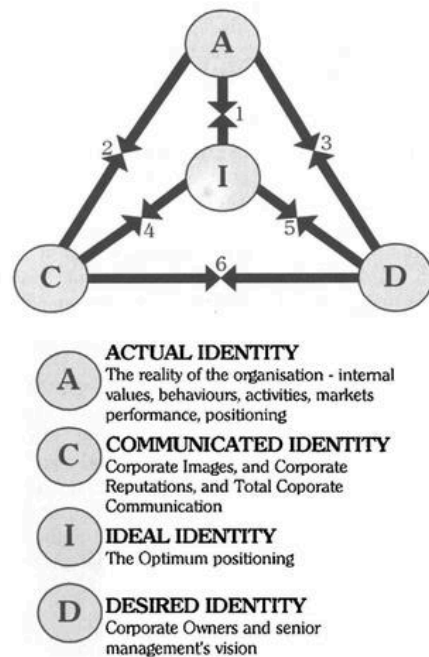 A
1
2
3
I
4
5
C
6
D
A
ACTUAL IDENTITY
The reality of the organisation - internal
values, behaviours, activities, markets
performance, positioning
C
COMMUNICATED IDENTITY
Corporate Images, and Corporate
Reputations, and Total Coporate
Communication
I
IDEAL IDENTITY
The Optimum positioning
D
DESIRED IDENTITY
Corporate Owners and senior
management's vision